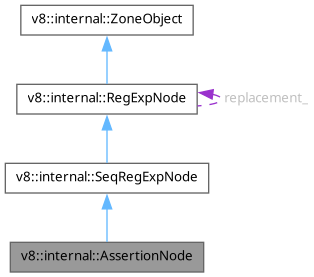 v8::internal::ZoneObject
v8::internal::RegExpNode
replacement_
v8::internal::SeqRegExpNode
v8::internal::AssertionNode